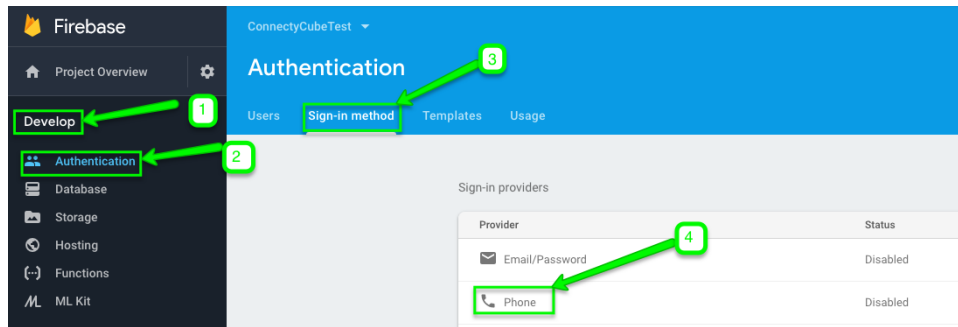 Firebase
Project Overview
Develop
1
Authentication
2
Database
Storage
Hosting
Functions
ML Kit
ConnectyCubeTest
Authentication
3
Users Sign-in method Templates Usage
Sign-in providers
Provider Status
4
Email/Password Disabled
Phone Disabled